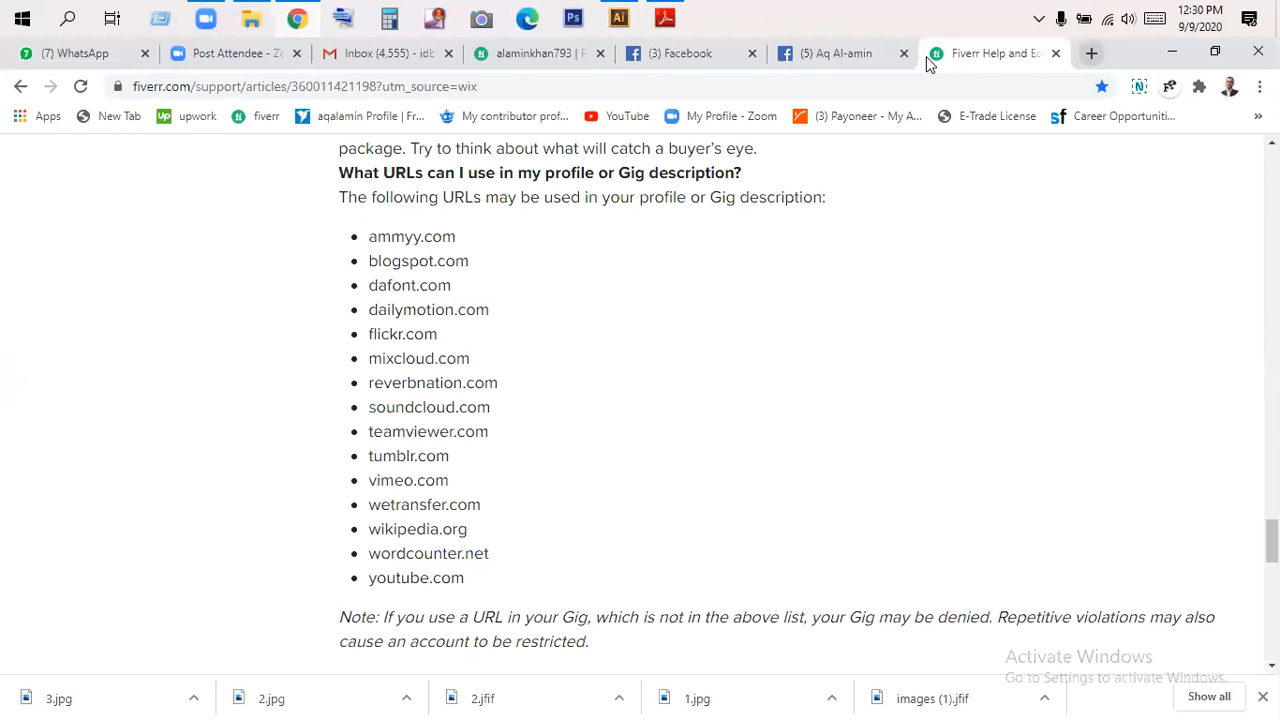 12:30 PM
9/9/2020
(7) WhatsApp
Post Attendee - Zo
Inbox (4,555) - idb
alaminkhan793 | F
(3) Facebook
(5) Aq Al-amin
Fiverr Help and Ec
fiverr.com/support/articles/360011421198?utm_source=wix
Apps
New Tab
upwork
fiverr
aqalamin Profile | Fr...
My contributor prof...
YouTube
My Profile - Zoom
(3) Payoneer - My A...
E-Trade License
Career Opportuniti...
package. Try to think about what will catch a buyer's eye.
What URLs can I use in my profile or Gig description?
The following URLs may be used in your profile or Gig description:
ammyy.com
blogspot.com
dafont.com
dailymotion.com
flickr.com
mixcloud.com
reverbnation.com
soundcloud.com
teamviewer.com
tumblr.com
vimeo.com
wetransfer.com
wikipedia.org
wordcounter.net
youtube.com
Note: If you use a URL in your Gig, which is not in the above list, your Gig may be denied. Repetitive violations may also
cause an account to be restricted.
Activate Windows
Go to Settings to activate Windows.
3.jpg
2.jpg
2.jfif
1.jpg
images (1).jfif
Show all